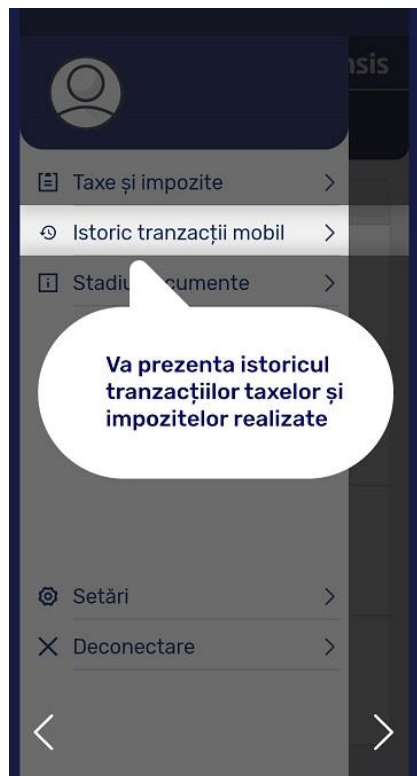 nsis
Taxe și impozite
Istoric tranzacții mobil
Stadiu cumente
Va prezenta istoricul
tranzacțiilor taxelor și
impozitelor realizate
Setări
Deconectare